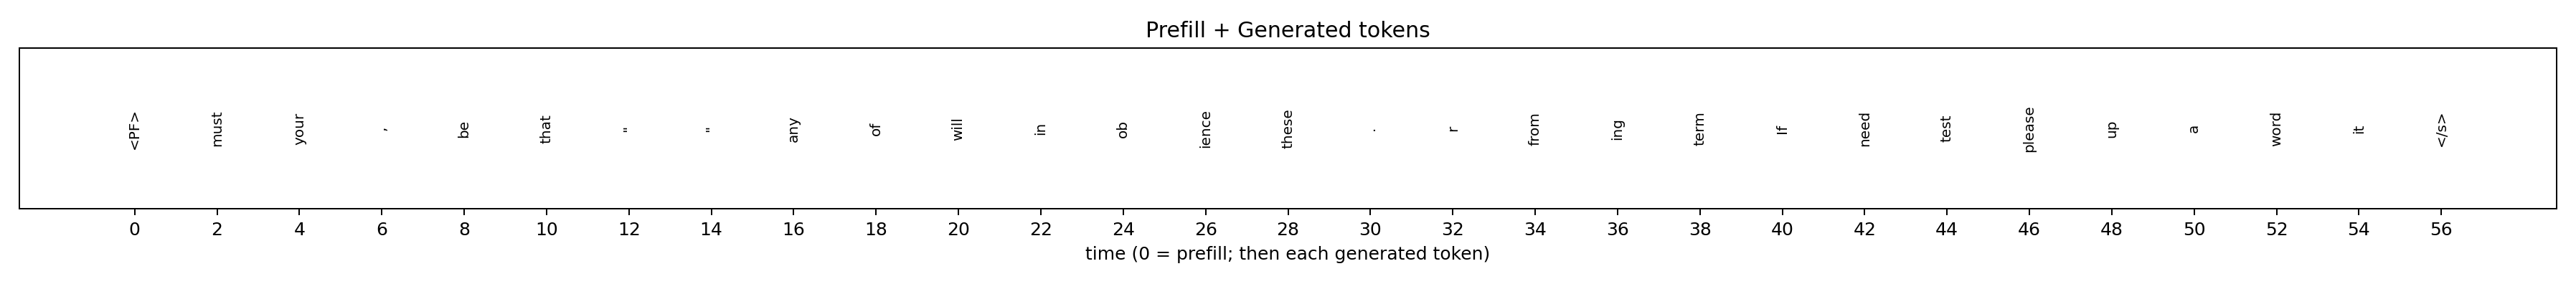 Prefill + Generated tokens
<PF> must your , be that " " any of will in ob ience these . r from ing term If need test please up a word it </s>
0 2 4 6 8 10 12 14 16 18 20 22 24 26 28 30 32 34 36 38 40 42 44 46 48 50 52 54 56
time (0 = prefill; then each generated token)